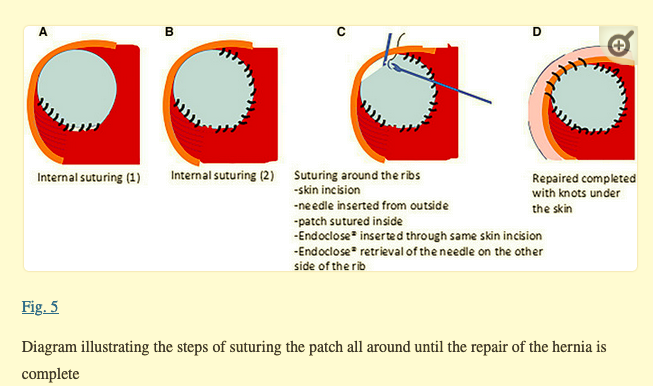 A
B
C
D
Internal suturing (1)
Internal suturing (2)
Suturing around the ribs
-skin incision
-needle inserted from outside
-patch sutured inside
-Endoclose® inserted through same skin incision
-Endoclose® retrieval of the needle on the other
side of the rib
Repaired completed
with knots under
the skin
Fig. 5
Diagram illustrating the steps of suturing the patch all around until the repair of the hernia is
complete